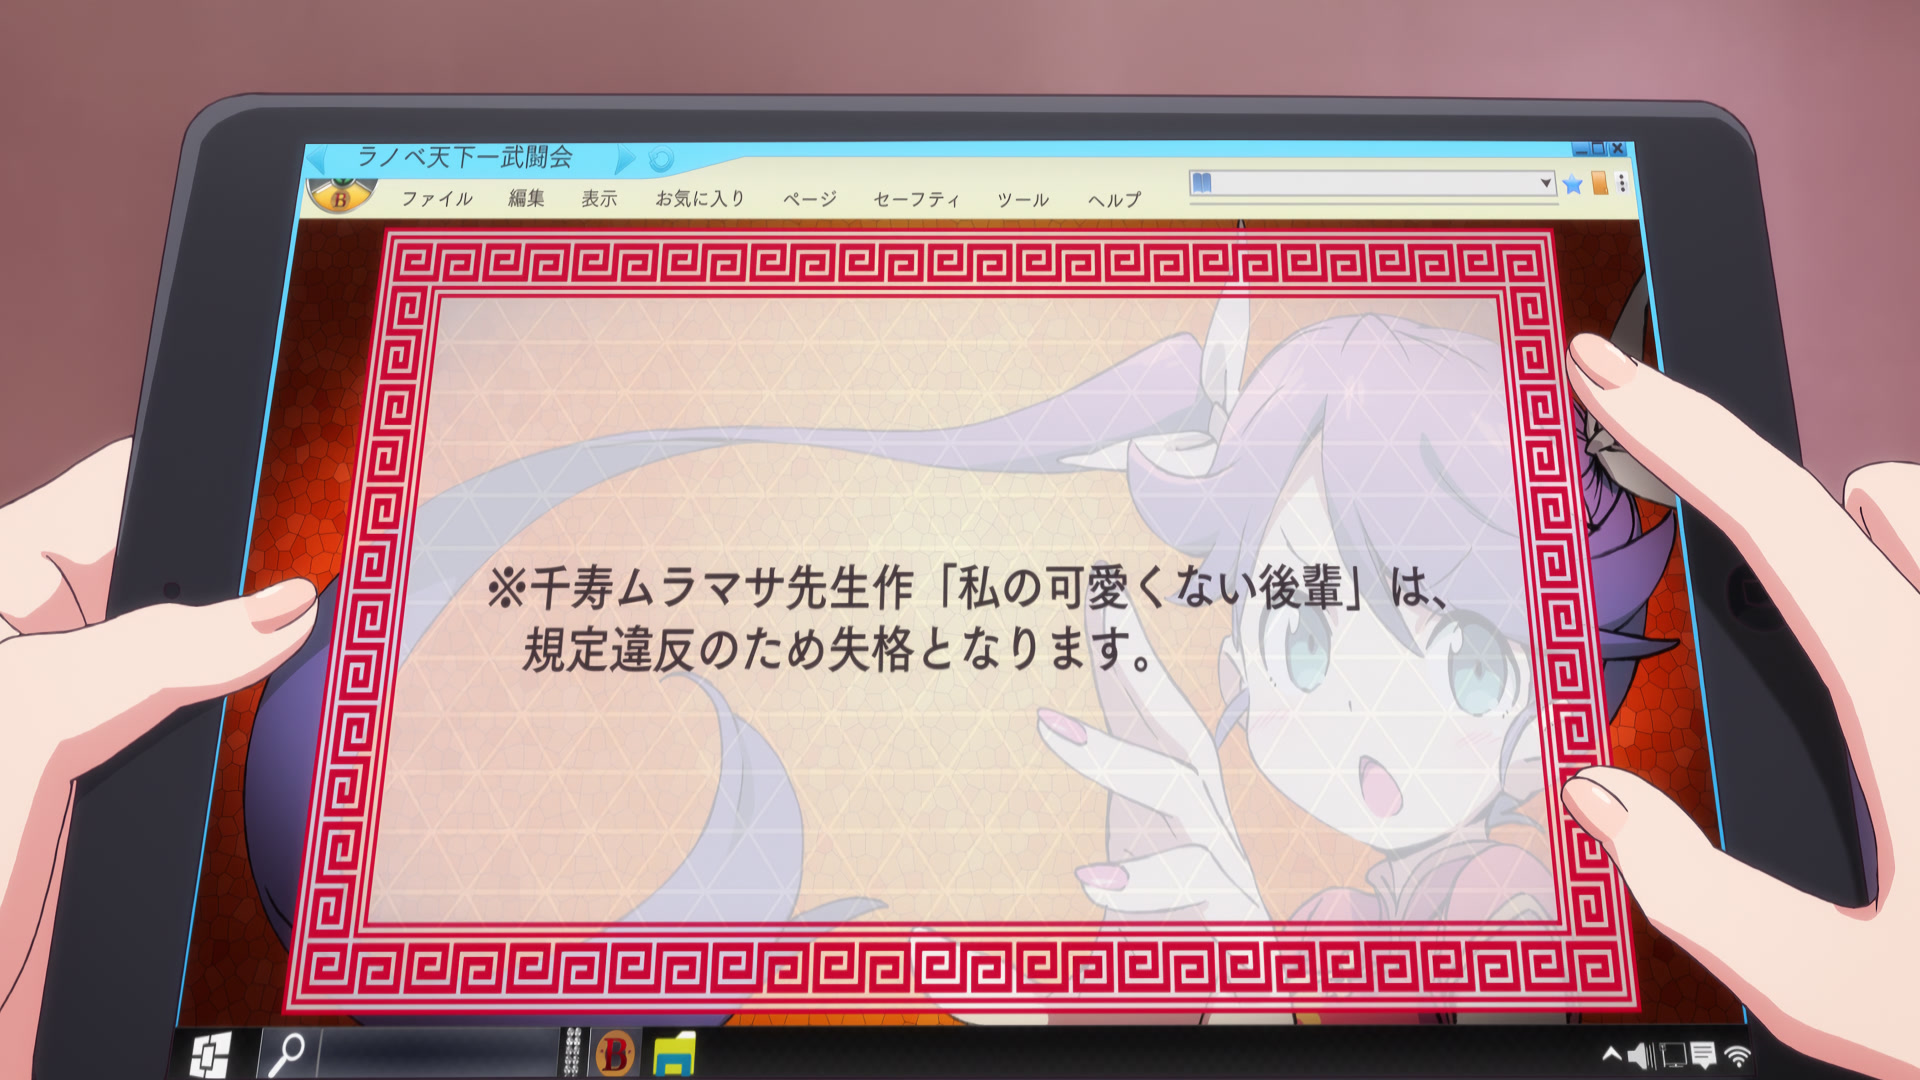 ラノベ天下一武闘会
ファイル 編集 表示 お気に入り ページ セーフティ ツール ヘルプ
B
※千寿ムラマサ先生作「私の可愛くない後輩」は、
規定違反のため失格となります。
B